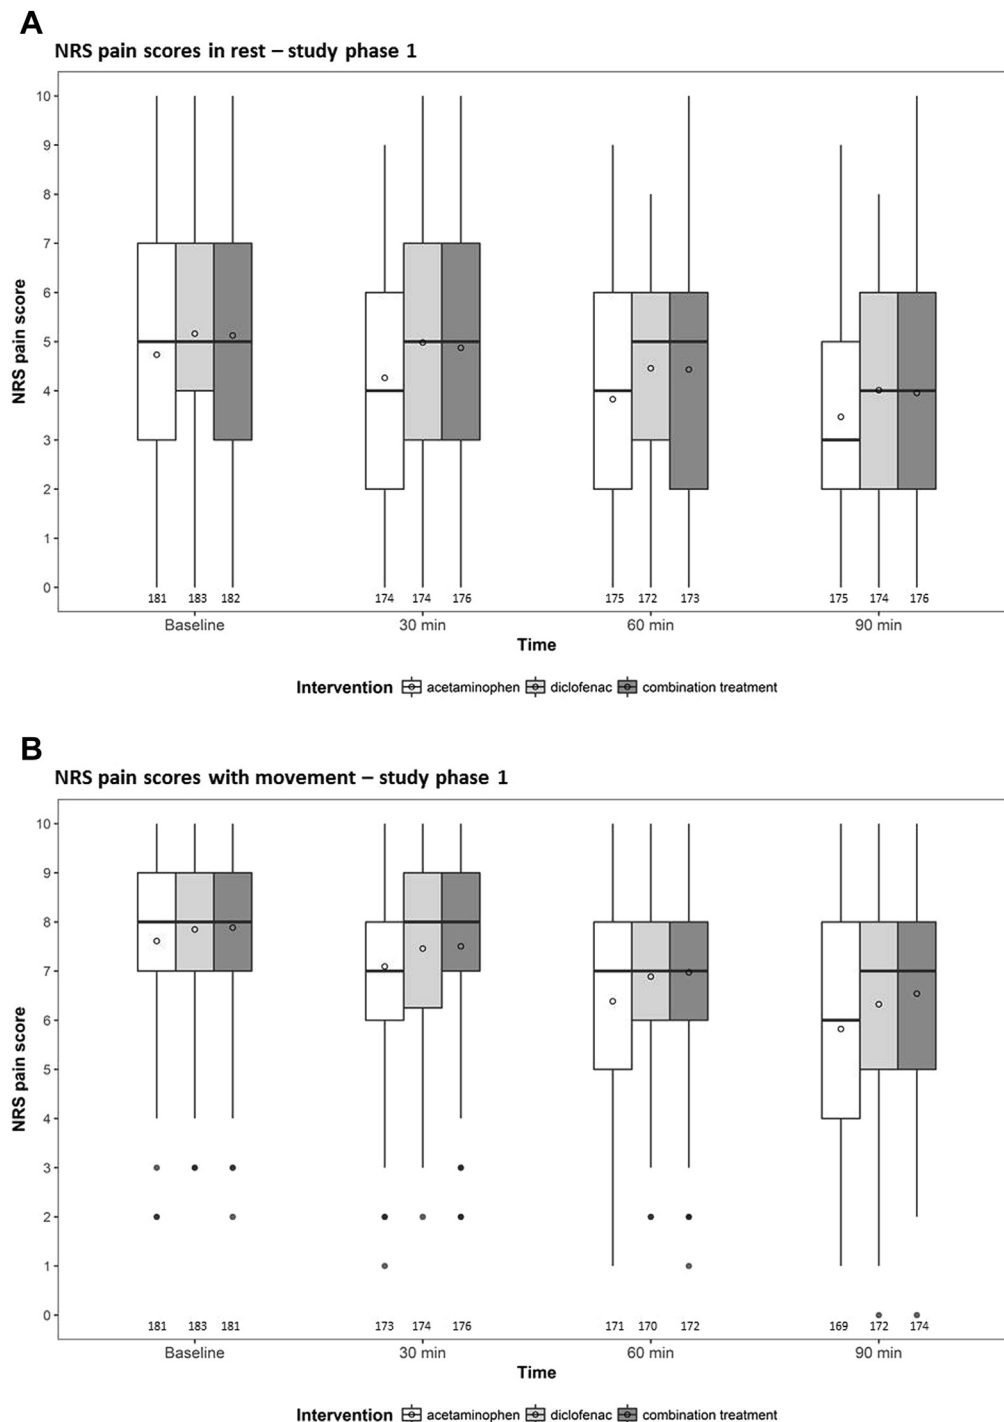 A
NRS pain scores in rest – study phase 1
10
9
8
7
6
5
4
3
2
1
0
NRS pain score
181 183 182 174 174 176 175 172 173 175 174 176
Baseline 30 min 60 min 90 min
Time
Intervention acetaminophen diclofenac combination treatment
B
NRS pain scores with movement – study phase 1
10
9
8
7
6
5
4
3
2
1
0
NRS pain score
181 183 181 173 174 176 171 170 172 169 172 174
Baseline 30 min 60 min 90 min
Time
Intervention acetaminophen diclofenac combination treatment